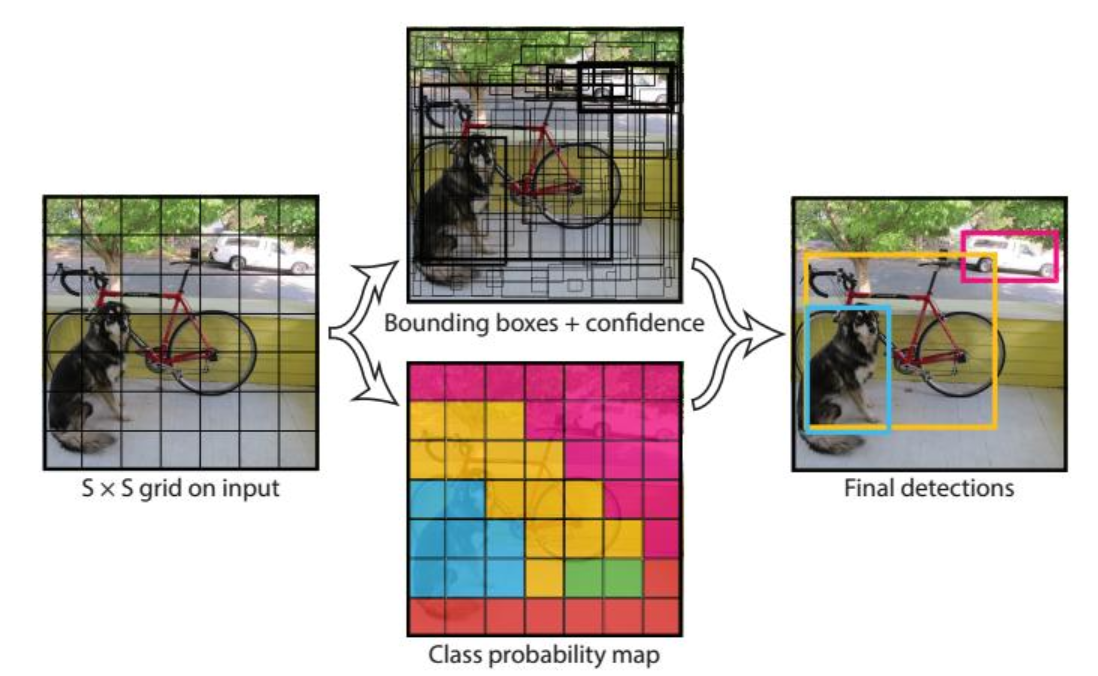 Bounding boxes + confidence
S × S grid on input
Final detections
Class probability map